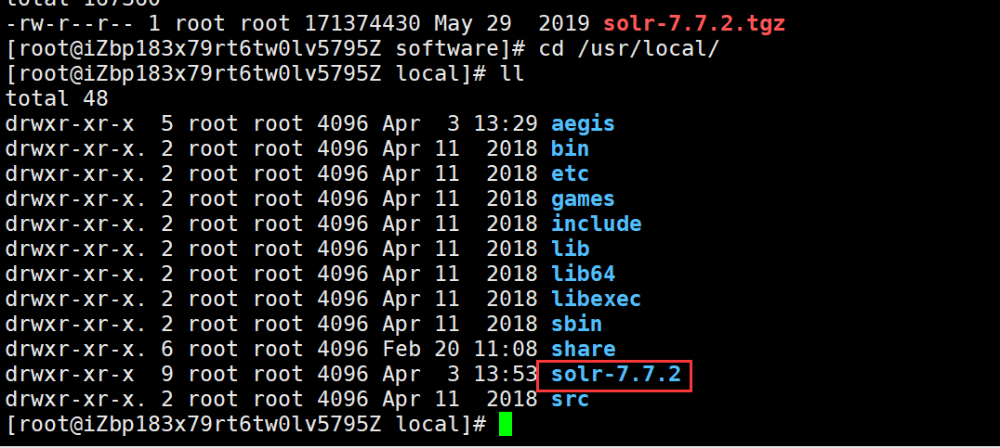 total 167360
-rw-r--r-- 1 root root 171374430 May 29  2019 solr-7.7.2.tgz
[root@iZbp183x79rt6tw0lv5795Z software]# cd /usr/local/
[root@iZbp183x79rt6tw0lv5795Z local]# ll
total 48
drwxr-xr-x  5 root root 4096 Apr  3 13:29 aegis
drwxr-xr-x. 2 root root 4096 Apr 11  2018 bin
drwxr-xr-x. 2 root root 4096 Apr 11  2018 etc
drwxr-xr-x. 2 root root 4096 Apr 11  2018 games
drwxr-xr-x. 2 root root 4096 Apr 11  2018 include
drwxr-xr-x. 2 root root 4096 Apr 11  2018 lib
drwxr-xr-x. 2 root root 4096 Apr 11  2018 lib64
drwxr-xr-x. 2 root root 4096 Apr 11  2018 libexec
drwxr-xr-x. 2 root root 4096 Apr 11  2018 sbin
drwxr-xr-x. 6 root root 4096 Feb 20 11:08 share
drwxr-xr-x  9 root root 4096 Apr  3 13:53 solr-7.7.2
drwxr-xr-x. 2 root root 4096 Apr 11  2018 src
[root@iZbp183x79rt6tw0lv5795Z local]#